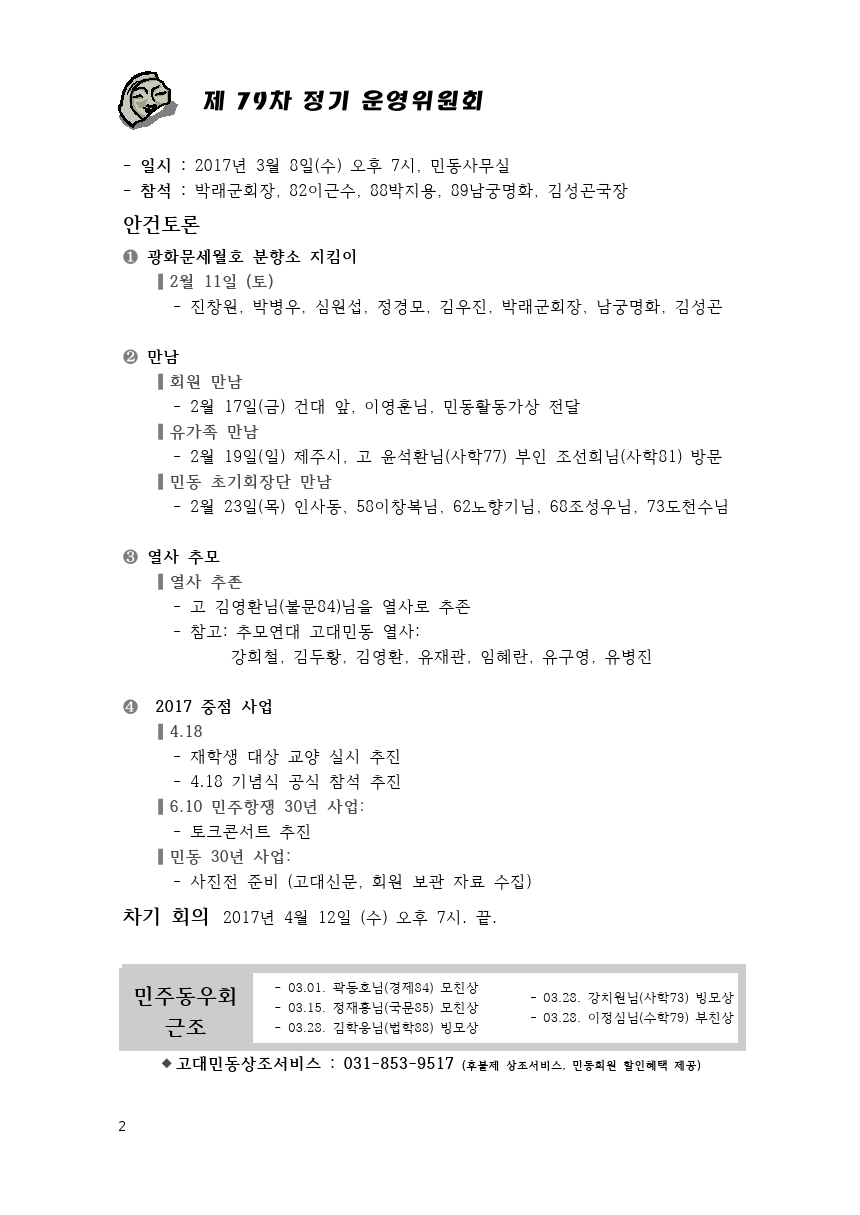 제 79차 정기 운영위원회
- 일시 : 2017년 3월 8일(수) 오후 7시, 민동사무실
- 참석 : 박래군회장, 82이근수, 88박지용, 89남궁명화, 김성곤국장
안건토론
❶ 광화문세월호 분향소 지킴이
▌2월 11일 (토)
- 진창원, 박병우, 심원섭, 정경모, 김우진, 박래군회장, 남궁명화, 김성곤
❷ 만남
▌회원 만남
- 2월 17일(금) 건대 앞, 이영훈님, 민동활동가상 전달
▌유가족 만남
- 2월 19일(일) 제주시, 고 윤석환님(사학77) 부인 조선희님(사학81) 방문
▌민동 초기회장단 만남
- 2월 23일(목) 인사동, 58이창복님, 62노향기님, 68조성우님, 73도천수님
❸ 열사 추모
▌열사 추존
- 고 김영환님(불문84)님을 열사로 추존
- 참고: 추모연대 고대민동 열사:
강희철, 김두황, 김영환, 유재관, 임혜란, 유구영, 유병진
❹ 2017 중점 사업
▌4.18
- 재학생 대상 교양 실시 추진
- 4.18 기념식 공식 참석 추진
▌6.10 민주항쟁 30년 사업:
- 토크콘서트 추진
▌민동 30년 사업:
- 사진전 준비 (고대신문, 회원 보관 자료 수집)
차기 회의 2017년 4월 12일 (수) 오후 7시. 끝.
민주동우회
근조
- 03.01. 곽동호님(경제84) 모친상
- 03.15. 정재흥님(국문85) 모친상
- 03.28. 김학웅님(법학88) 빙모상
- 03.28. 강치원님(사학73) 빙모상
- 03.28. 이정심님(수학79) 부친상
◆ 고대민동상조서비스 : 031-853-9517 (후불제 상조서비스, 민동회원 할인혜택 제공)
2